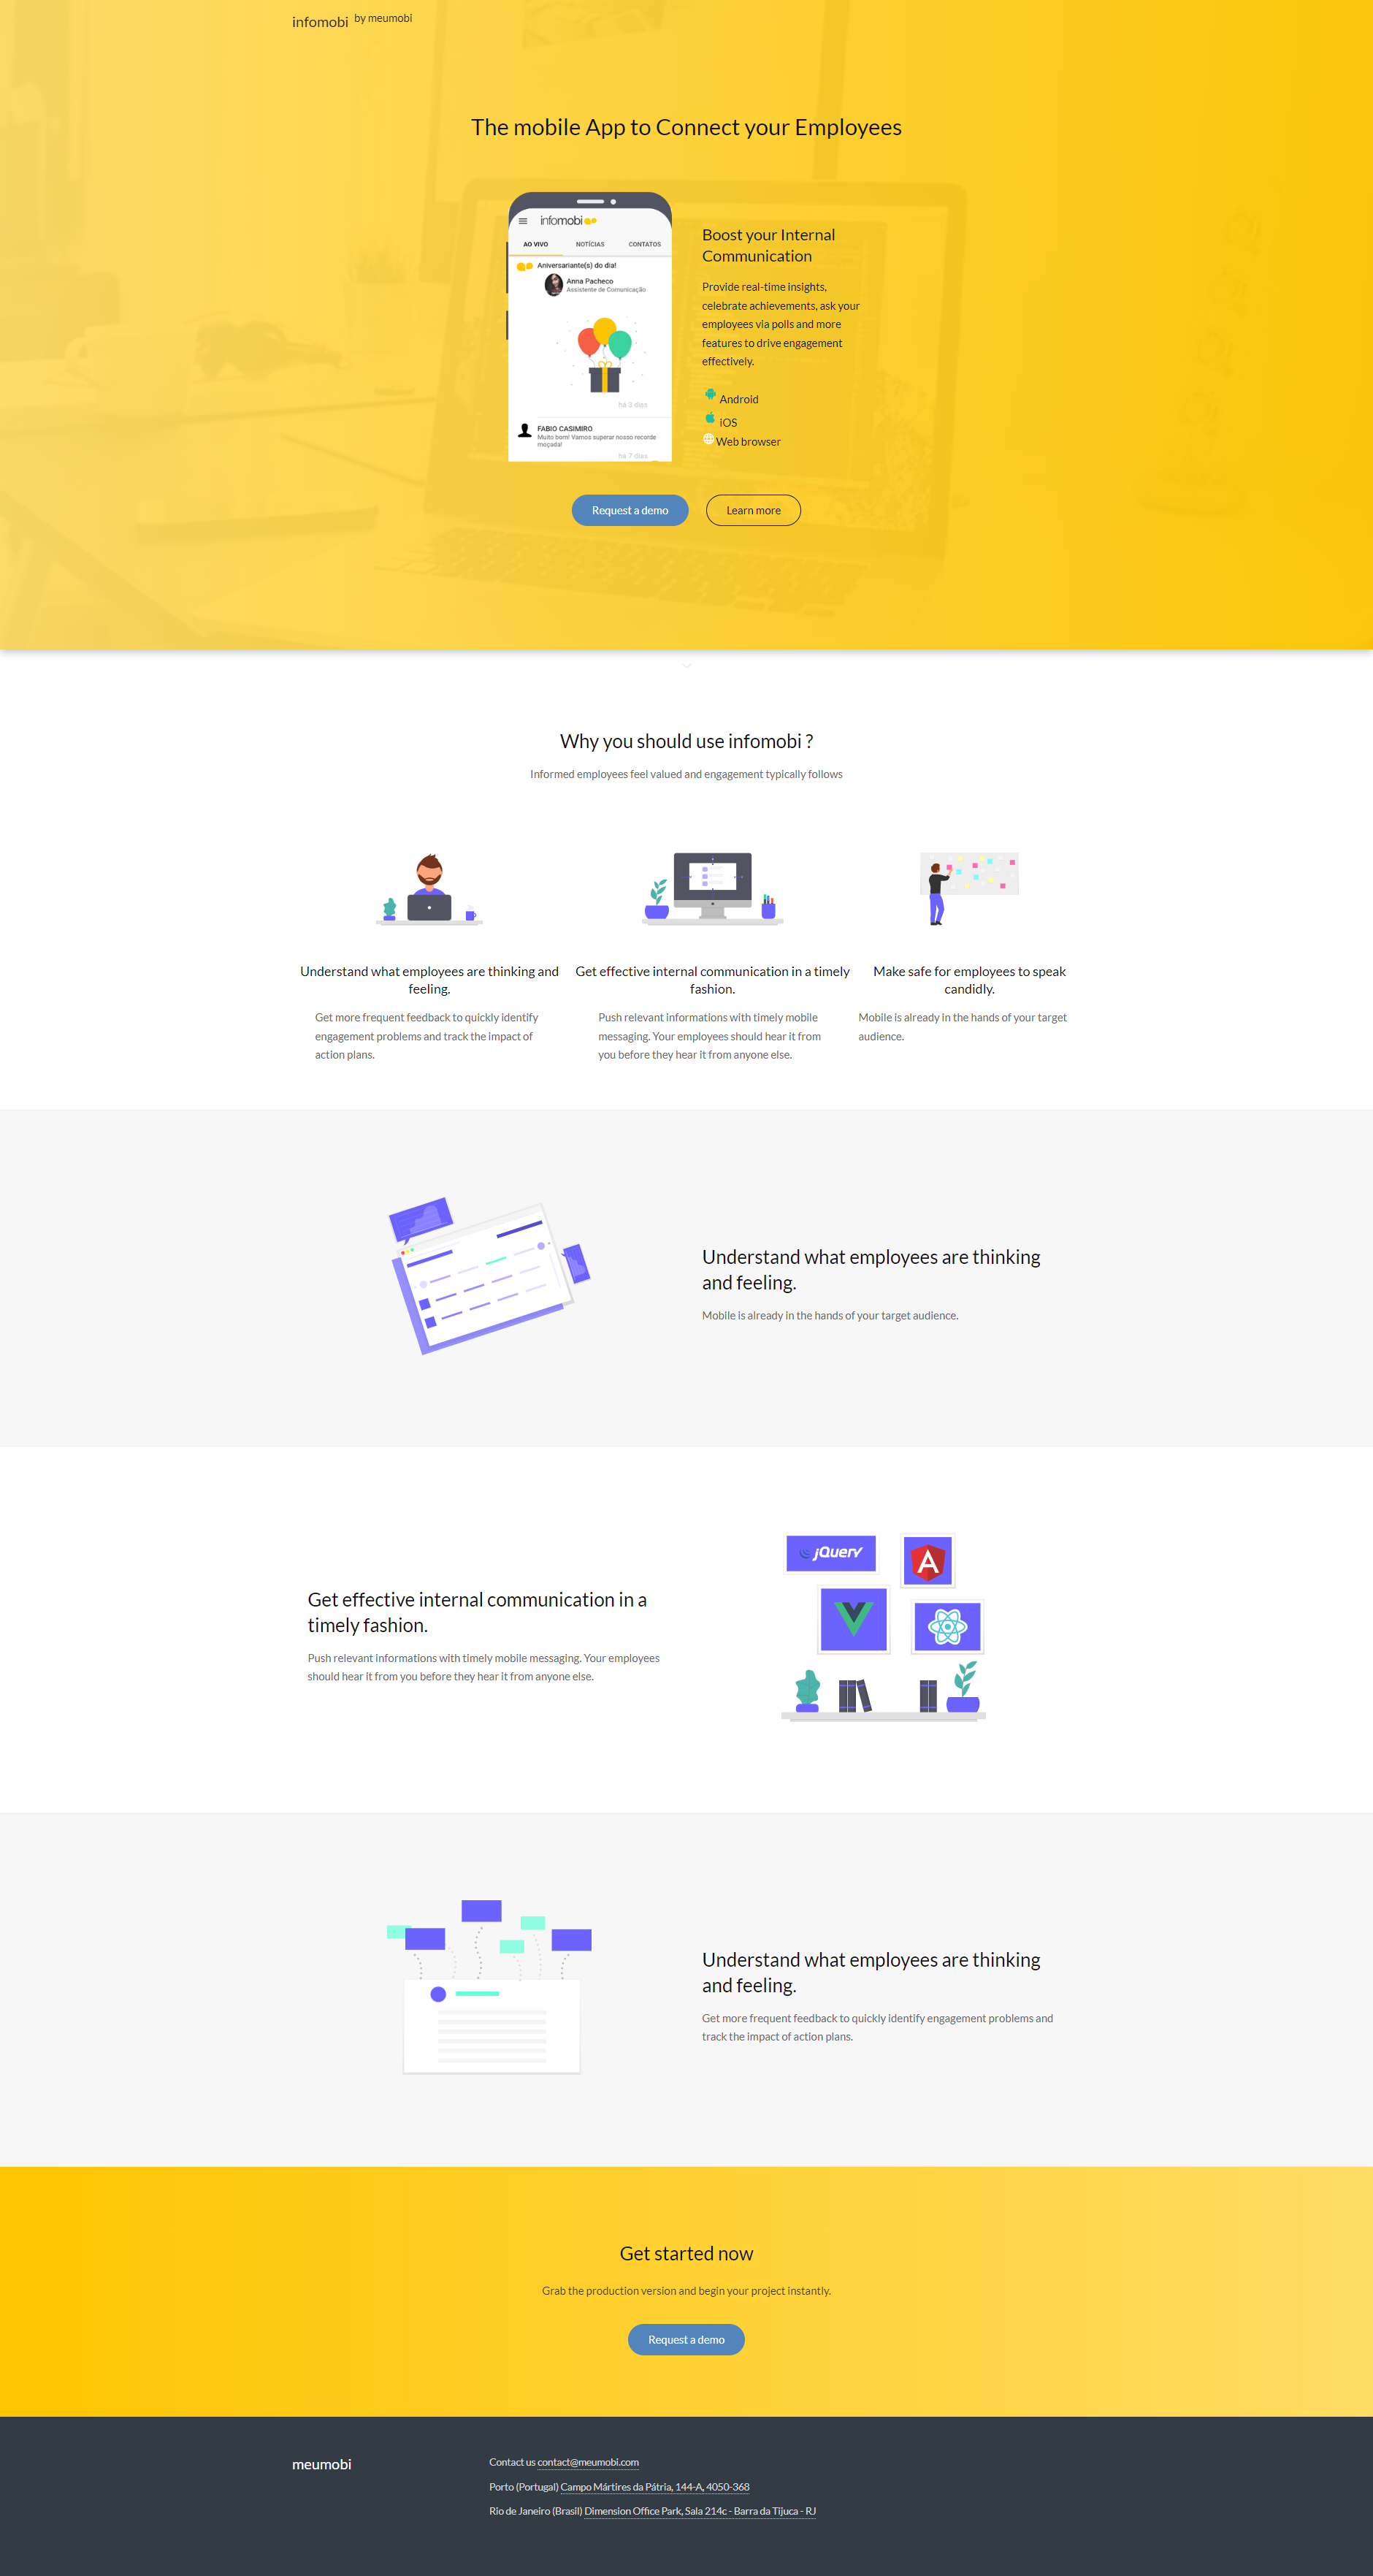 infomobi by meumobi
The mobile App to Connect your Employees
infomobi
AO VIVO NOTÍCIAS CONTATOS
Aniversariante(s) do dia!
Anna Pacheco
Assistente de Comunicação
há 3 dias
FABIO CASIMIRO
Muito bom! Vamos superar nosso recorde
moçada!
há 7 dias
Boost your Internal
Communication
Provide real-time insights,
celebrate achievements, ask your
employees via polls and more
features to drive engagement
effectively.
Android
iOS
Web browser
Request a demo Learn more
Why you should use infomobi ?
Informed employees feel valued and engagement typically follows
Understand what employees are thinking and
feeling.
Get more frequent feedback to quickly identify
engagement problems and track the impact of
action plans.
Get effective internal communication in a timely
fashion.
Push relevant informations with timely mobile
messaging. Your employees should hear it from
you before they hear it from anyone else.
Make safe for employees to speak
candidly.
Mobile is already in the hands of your target
audience.
Understand what employees are thinking
and feeling.
Mobile is already in the hands of your target audience.
Get effective internal communication in a
timely fashion.
Push relevant informations with timely mobile messaging. Your employees
should hear it from you before they hear it from anyone else.
jQuery
A
Understand what employees are thinking
and feeling.
Get more frequent feedback to quickly identify engagement problems and
track the impact of action plans.
Get started now
Grab the production version and begin your project instantly.
Request a demo
meumobi
Contact us contact@meumobi.com
Porto (Portugal) Campo Mártires da Pátria, 144-A, 4050-368
Rio de Janeiro (Brasil) Dimension Office Park, Sala 214c - Barra da Tijuca - RJ